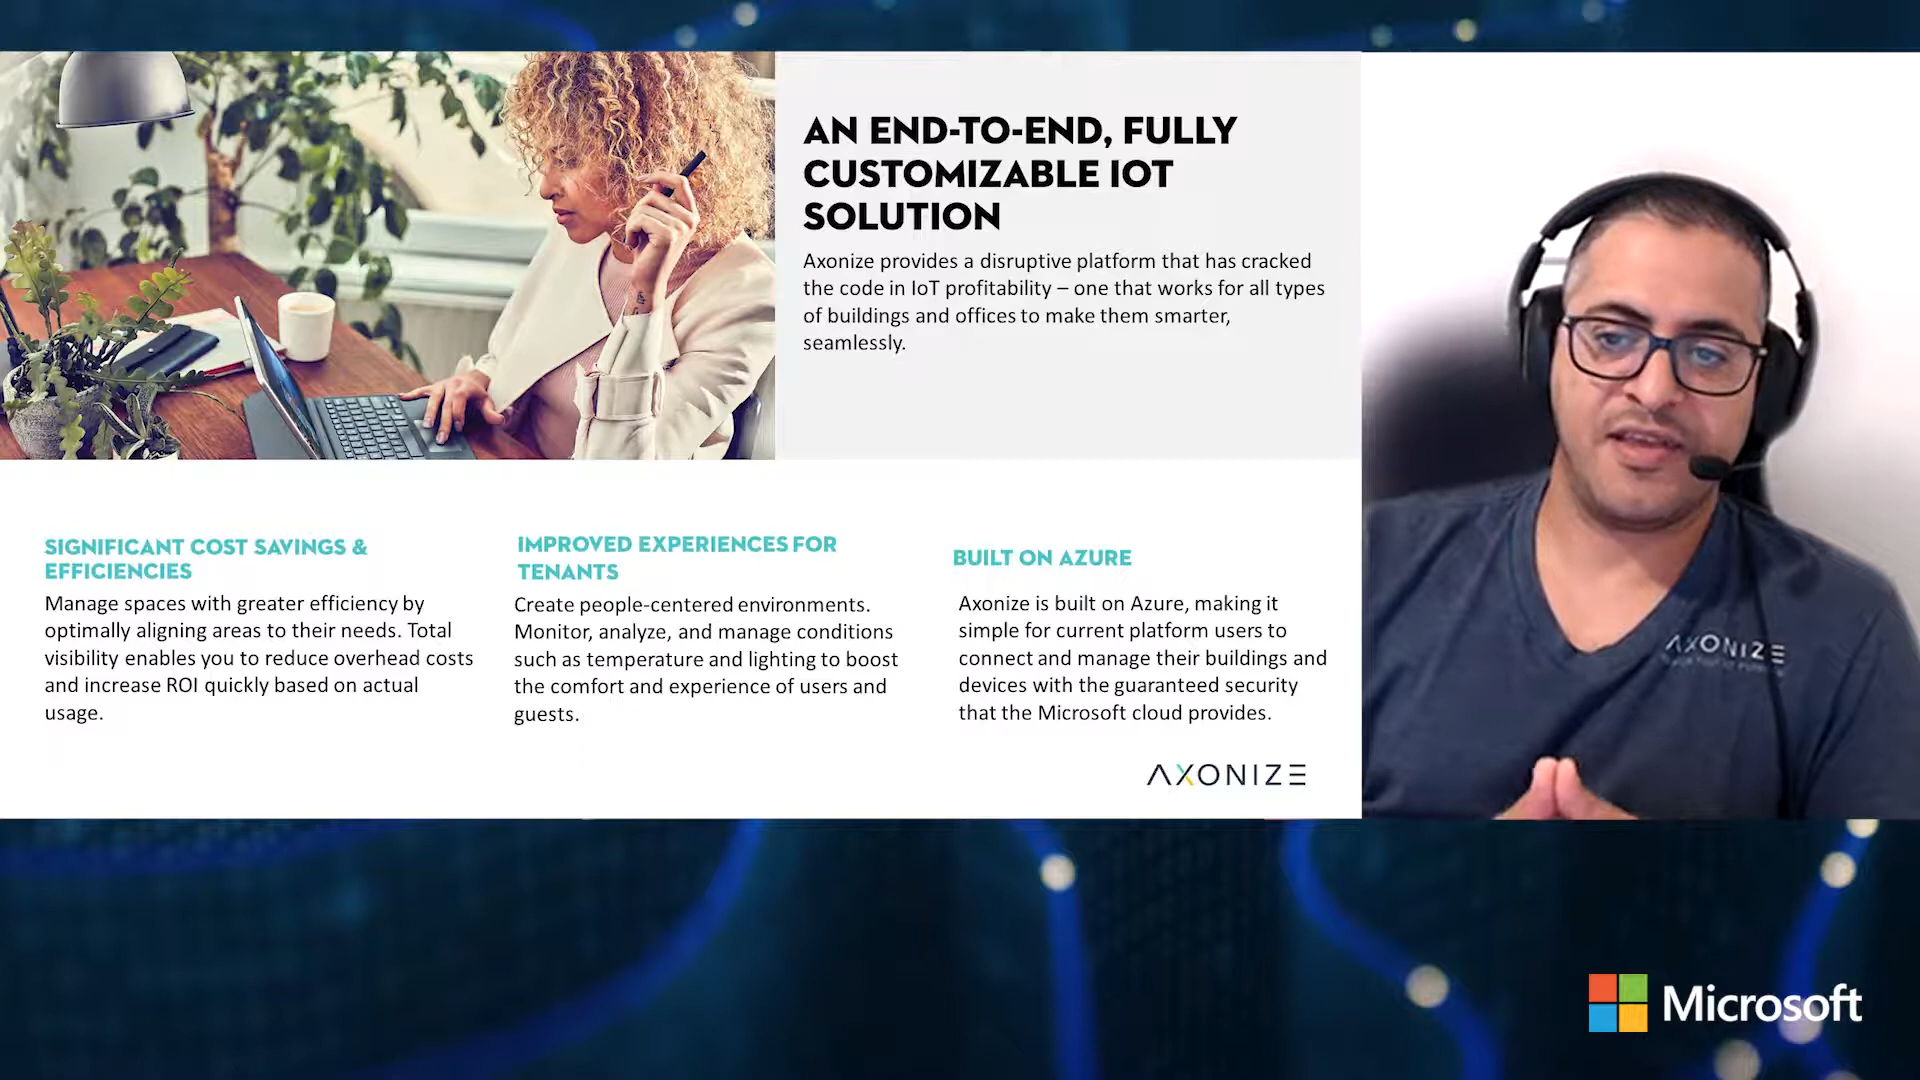 AN END-TO-END, FULLY
CUSTOMIZABLE IOT
SOLUTION
Axonize provides a disruptive platform that has cracked
the code in IoT profitability – one that works for all types
of buildings and offices to make them smarter,
seamlessly.
SIGNIFICANT COST SAVINGS &
EFFICIENCIES
Manage spaces with greater efficiency by
optimally aligning areas to their needs. Total
visibility enables you to reduce overhead costs
and increase ROI quickly based on actual
usage.
IMPROVED EXPERIENCES FOR
TENANTS
Create people-centered environments.
Monitor, analyze, and manage conditions
such as temperature and lighting to boost
the comfort and experience of users and
guests.
BUILT ON AZURE
Axonize is built on Azure, making it
simple for current platform users to
connect and manage their buildings and
devices with the guaranteed security
that the Microsoft cloud provides.
AXONIZE
AXONIZE
Microsoft